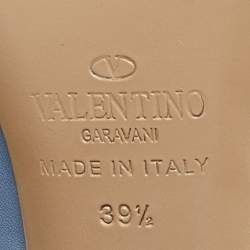 VALENTINO
GARAVANI
MADE IN ITALY
39½